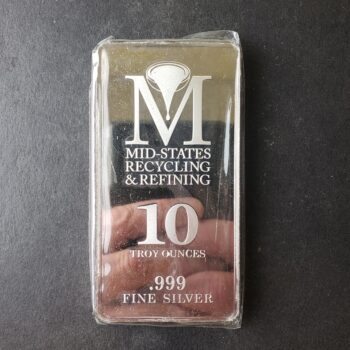 M
MID-STATES
RECYCLING
& REFINING
10
TROY OUNCES
.999
FINE SILVER